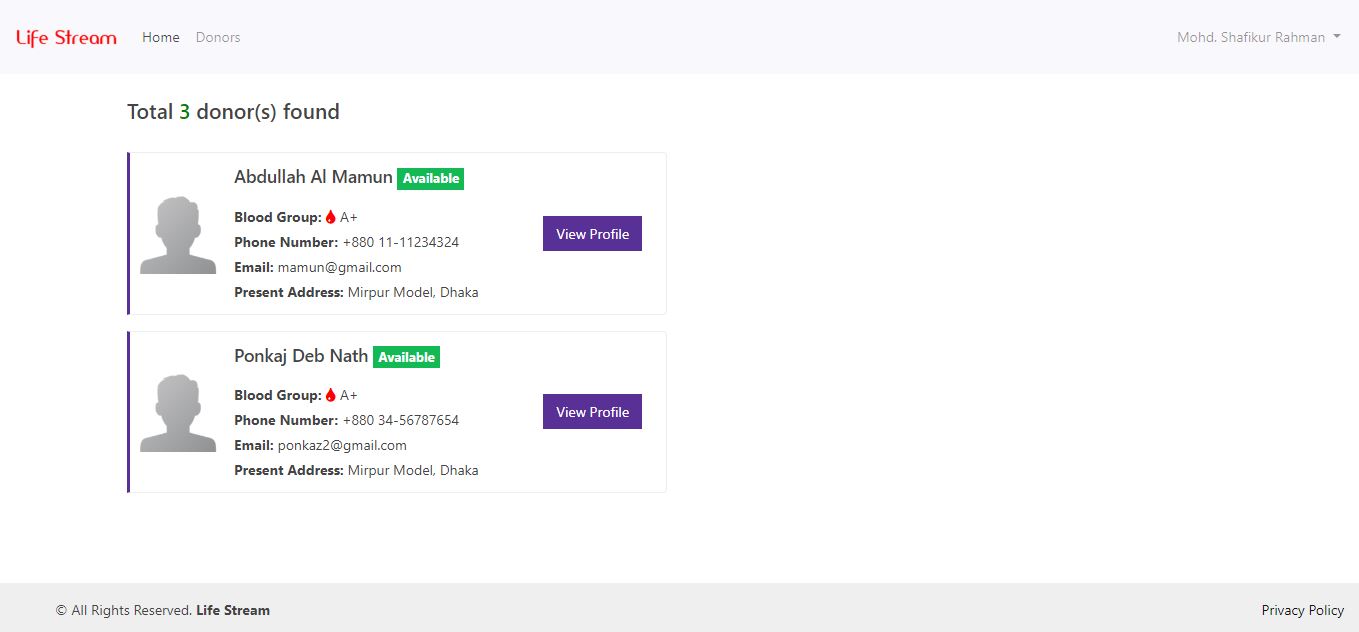 Life Stream Home Donors Mohd. Shafikur Rahman
Total 3 donor(s) found
Abdullah Al Mamun Available
Blood Group: A+
Phone Number: +880 11-11234324
Email: mamun@gmail.com
Present Address: Mirpur Model, Dhaka
View Profile
Ponkaj Deb Nath Available
Blood Group: A+
Phone Number: +880 34-56787654
Email: ponkaz2@gmail.com
Present Address: Mirpur Model, Dhaka
View Profile
© All Rights Reserved. Life Stream Privacy Policy